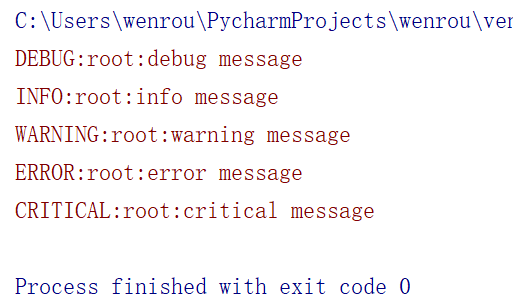 C:\Users\wenrou\PycharmProjects\wenrou\ver
DEBUG:root:debug message
INFO:root:info message
WARNING:root:warning message
ERROR:root:error message
CRITICAL:root:critical message
Process finished with exit code 0